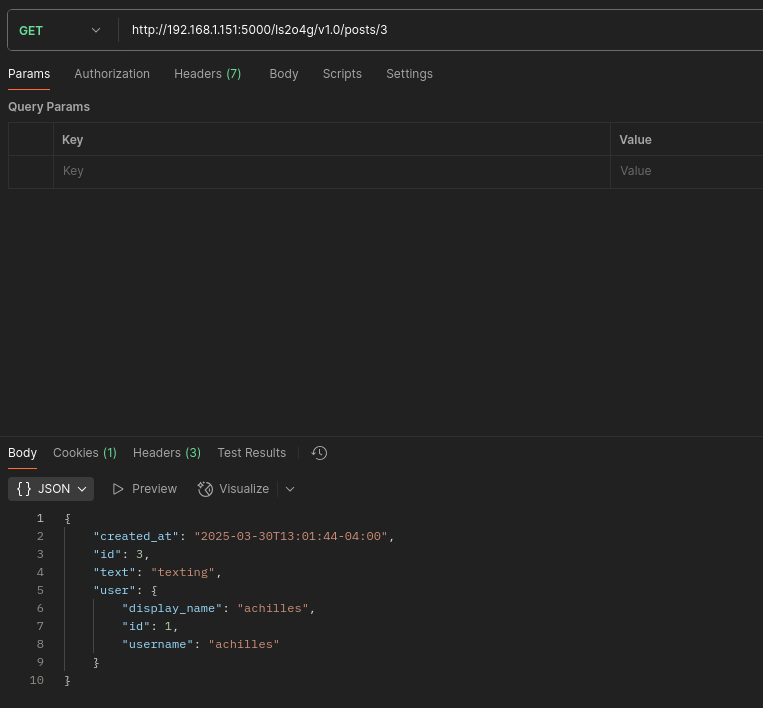 GET http://192.168.1.151:5000/ls2o4g/v1.0/posts/3
Params Authorization Headers (7) Body Scripts Settings
Query Params
Key Value
Key Value
Body Cookies (1) Headers (3) Test Results
{} JSON Preview Visualize
1 {
2 "created_at": "2025-03-30T13:01:44-04:00",
3 "id": 3,
4 "text": "texting",
5 "user": {
6 "display_name": "achilles",
7 "id": 1,
8 "username": "achilles"
9 }
10 }